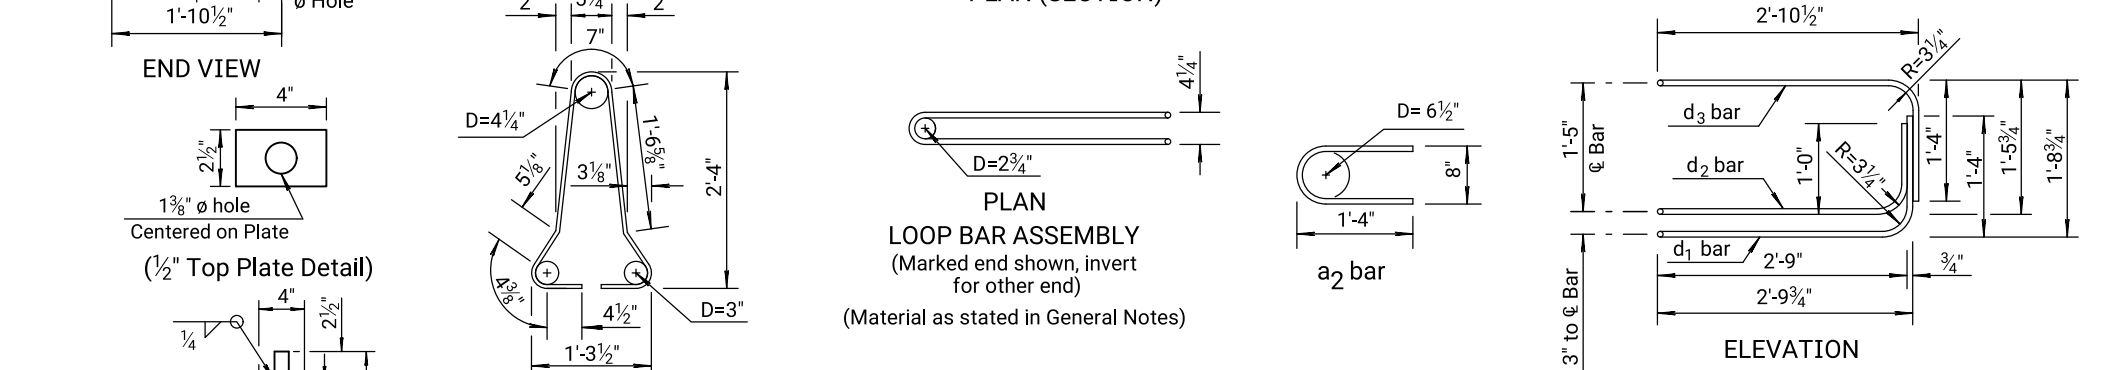 1'-10½"
ø Hole
END VIEW
4"
2½"
1⅜" ø hole
Centered on Plate
(½" Top Plate Detail)
4"
2½"
¼
2
2
7"
D=4¼"
1'-6⅝"
5⅛"
3⅛"
2'-4"
4⅜"
4½"
D=3"
1'-3½"
PLAN (SECTION)
4¼"
D=2¾"
PLAN
LOOP BAR ASSEMBLY
(Marked end shown, invert
for other end)
(Material as stated in General Notes)
D= 6½"
8"
1'-4"
a2 bar
2'-10½"
R=3¼"
d3 bar
1'-5"
℄ Bar
d2 bar
1'-0"
R=3¼"
1'-4"
1'-4"
1'-5¾"
1'-8¾"
d1 bar
2'-9"
¾"
2'-9¾"
3" to ℄ Bar
ELEVATION